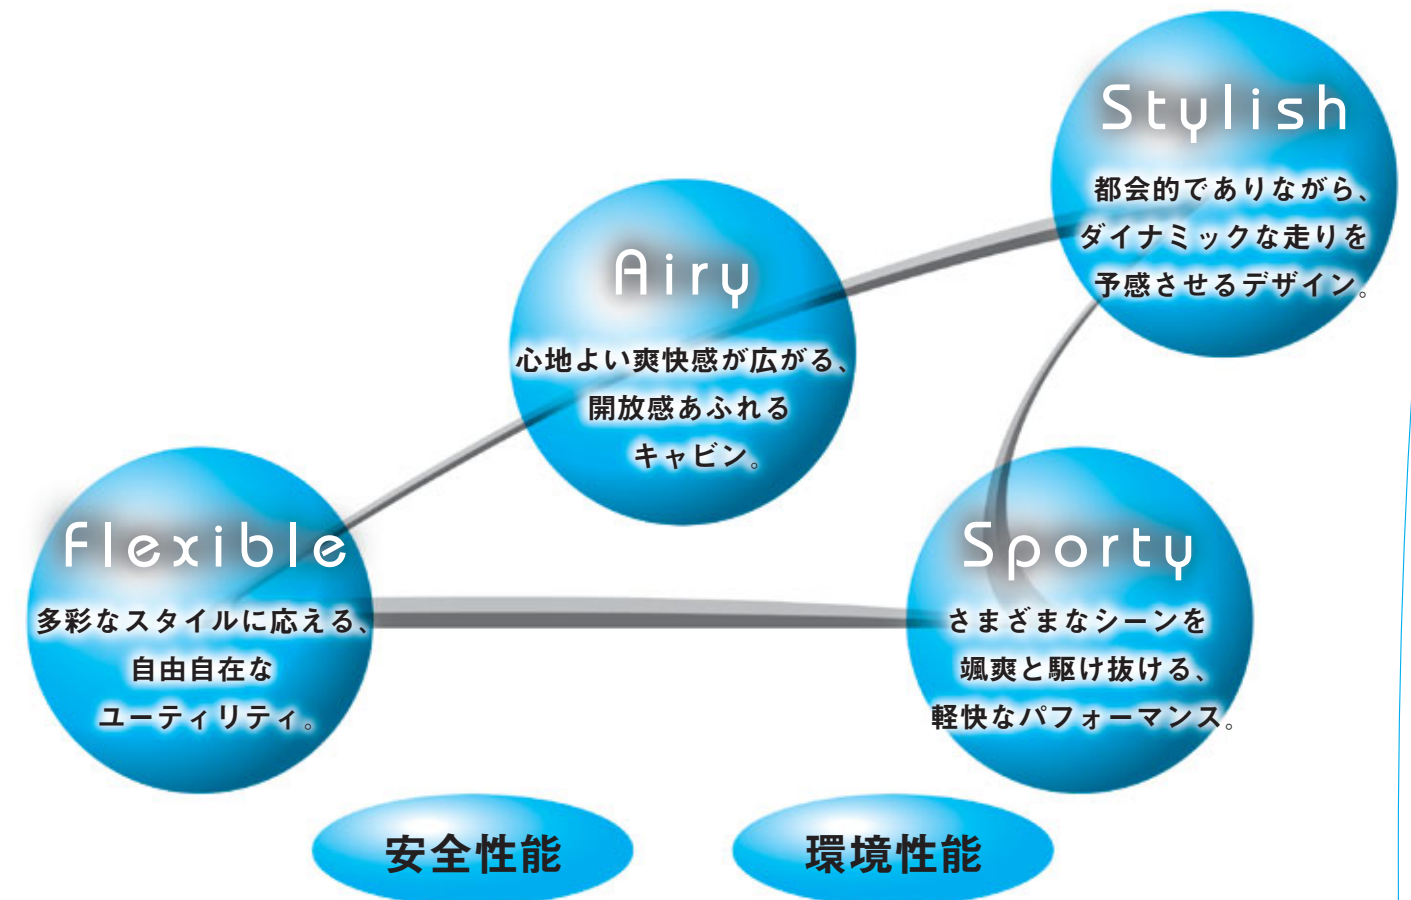 Stylish
都会的でありながら、
ダイナミックな走りを
予感させるデザイン。
Airy
心地よい爽快感が広がる、
開放感あふれる
キャビン。
Flexible
多彩なスタイルに応える、
自由自在な
ユーティリティ。
Sporty
さまざまなシーンを
颯爽と駆け抜ける、
軽快なパフォーマンス。
安全性能
環境性能